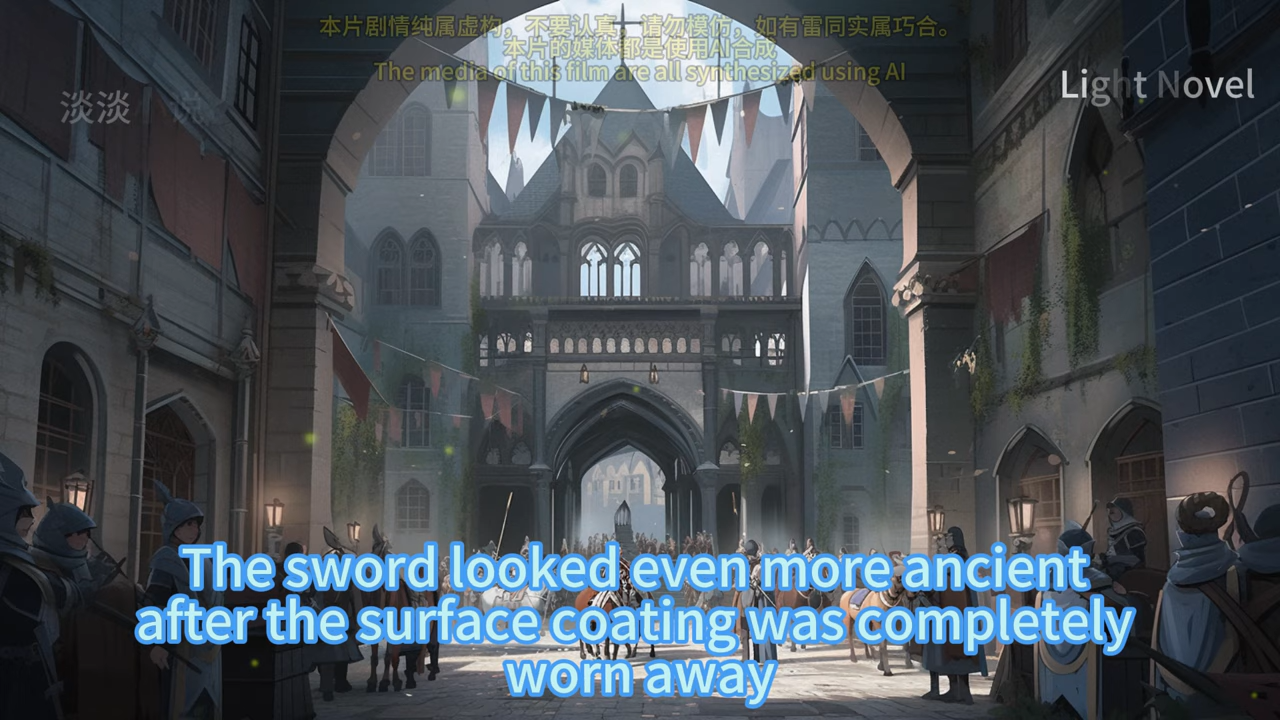 本片剧情纯属虚构，不要认真，请勿模仿，如有雷同实属巧合。
本片的媒体都是使用AI合成
The media of this film are all synthesized using AI
Light Novel
淡淡 说
The sword looked even more ancient
after the surface coating was completely
worn away